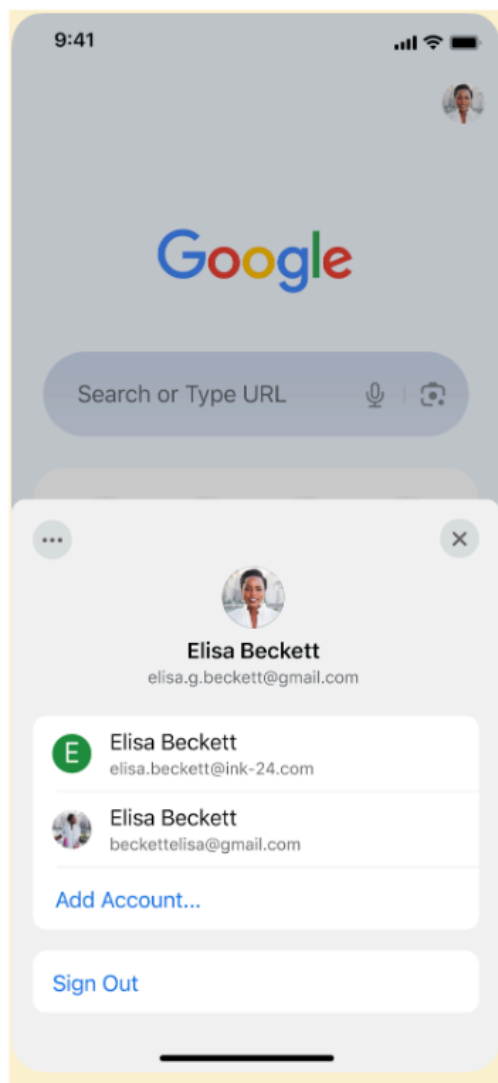 9:41
Google
Search or Type URL
Elisa Beckett
elisa.g.beckett@gmail.com
E
Elisa Beckett
elisa.beckett@ink-24.com
Elisa Beckett
beckettelisa@gmail.com
Add Account...
Sign Out